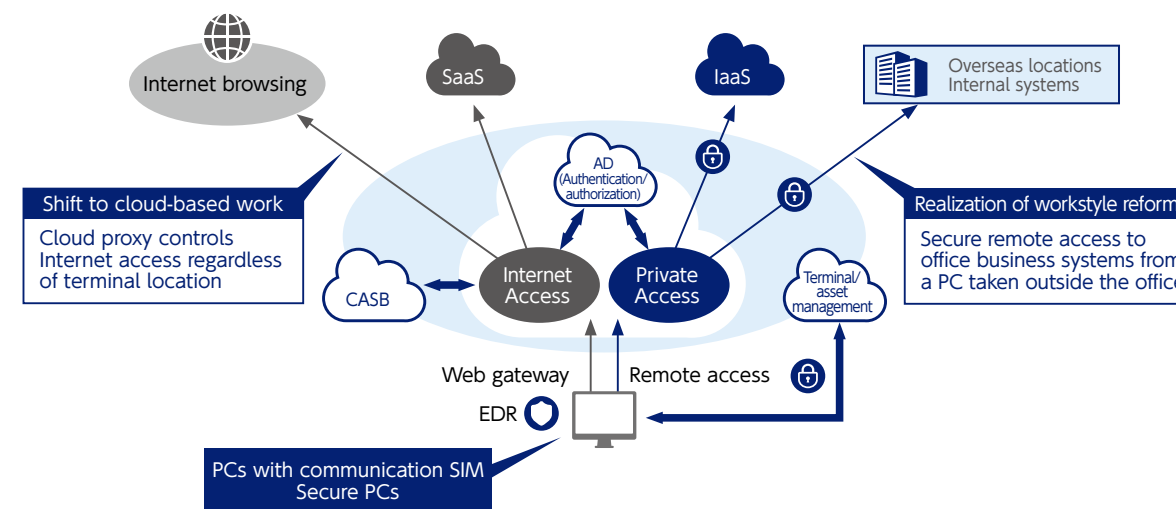 Internet browsing
SaaS
IaaS
Overseas locations
Internal systems
AD
(Authentication/
authorization)
Shift to cloud-based work
Cloud proxy controls
Internet access regardless
of terminal location
Realization of workstyle reform
Secure remote access to
office business systems from
a PC taken outside the office
CASB
Internet
Access
Private
Access
Terminal/
asset
management
Web gateway
Remote access
EDR
PCs with communication SIM
Secure PCs